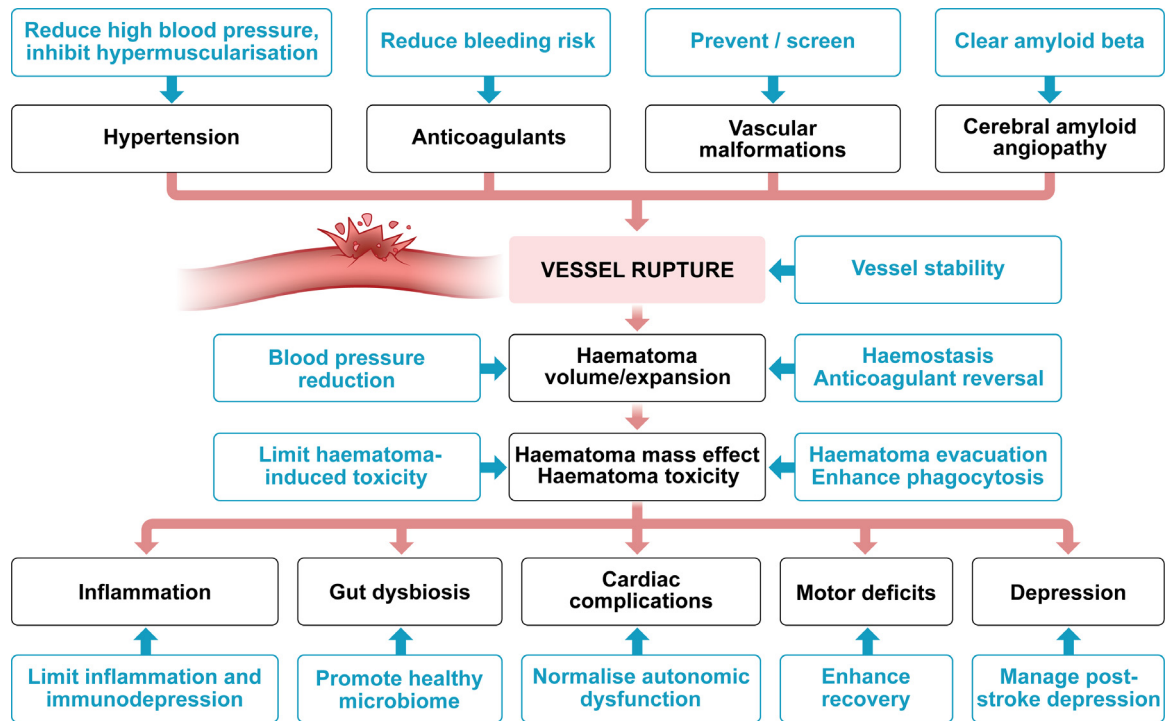 Reduce high blood pressure,
inhibit hypermuscularisation
Reduce bleeding risk
Prevent / screen
Clear amyloid beta
Hypertension
Anticoagulants
Vascular
malformations
Cerebral amyloid
angiopathy
VESSEL RUPTURE
Vessel stability
Blood pressure
reduction
Haematoma
volume/expansion
Haemostasis
Anticoagulant reversal
Limit haematoma-
induced toxicity
Haematoma mass effect
Haematoma toxicity
Haematoma evacuation
Enhance phagocytosis
Inflammation
Gut dysbiosis
Cardiac
complications
Motor deficits
Depression
Limit inflammation and
immunodepression
Promote healthy
microbiome
Normalise autonomic
dysfunction
Enhance
recovery
Manage post-
stroke depression